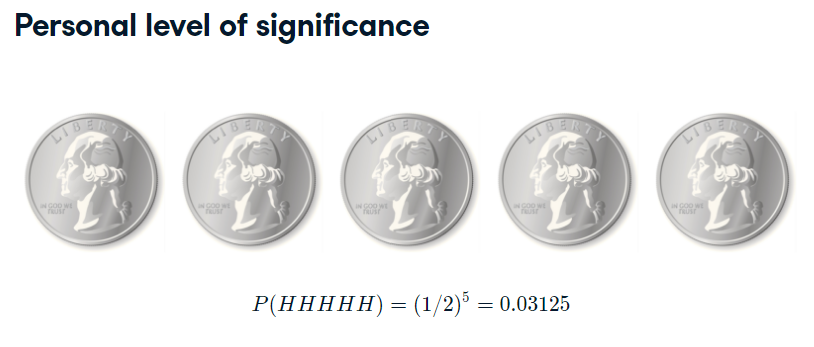 Personal level of significance
LIBERTY LIBERTY LIBERTY LIBERTY LIBERTY
IN GOD WE IN GOD WE IN GOD WE IN GOD WE IN GOD WE
TRUST TRUST TRUST TRUST TRUST
P(HHHHH) = (1/2)⁵ = 0.03125